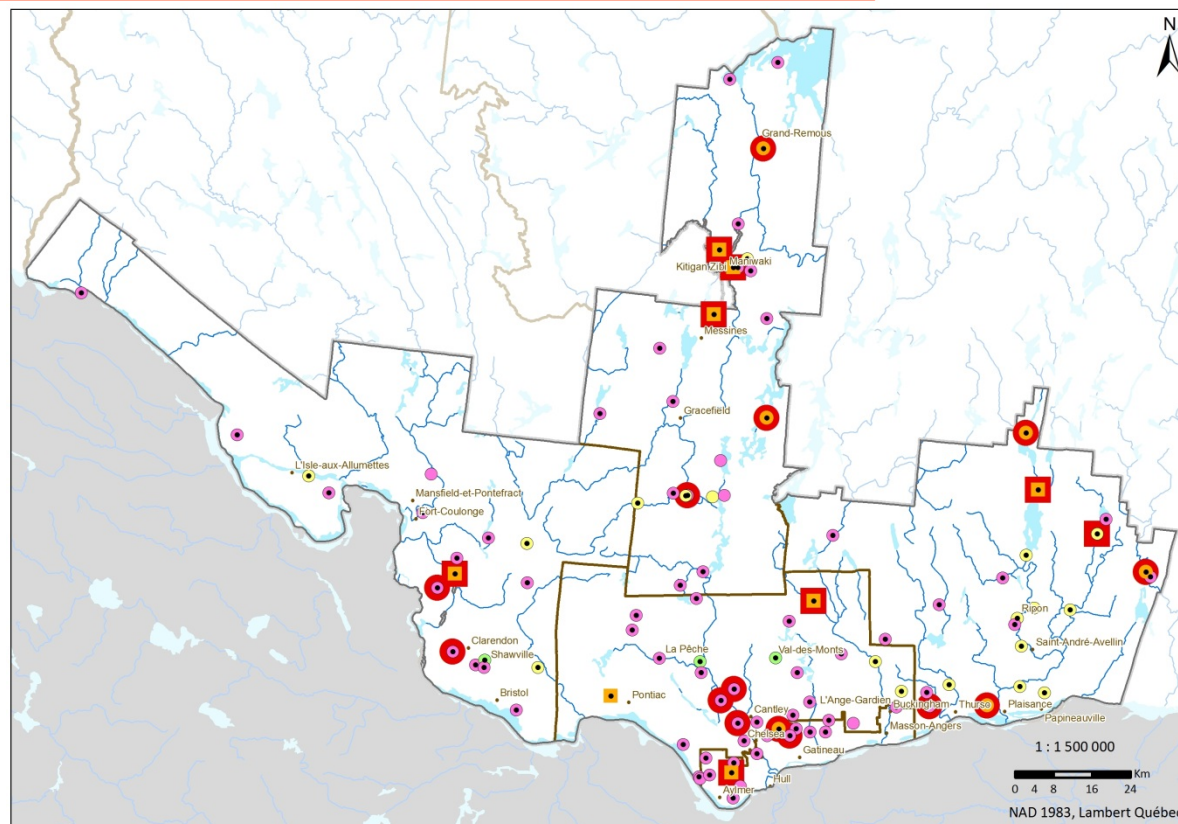 N
Grand-Remous
Kitigan Zibi
Maniwaki
Messines
Gracefield
L'Isle-aux-Allumettes
Mansfield-et-Pontefract
Fort-Coulonge
Ripon
Saint-André-Avellin
Clarendon
Shawville
La Pêche
Val-des-Monts
Bristol
Pontiac
L'Ange-Gardien
Buckingham
Thurso
Plaisance
Papineauville
Cantley
Chelsea
Masson-Angers
Gatineau
Hull
Aylmer
1 : 1 500 000
Km
0 4 8 16 24
NAD 1983, Lambert Québec